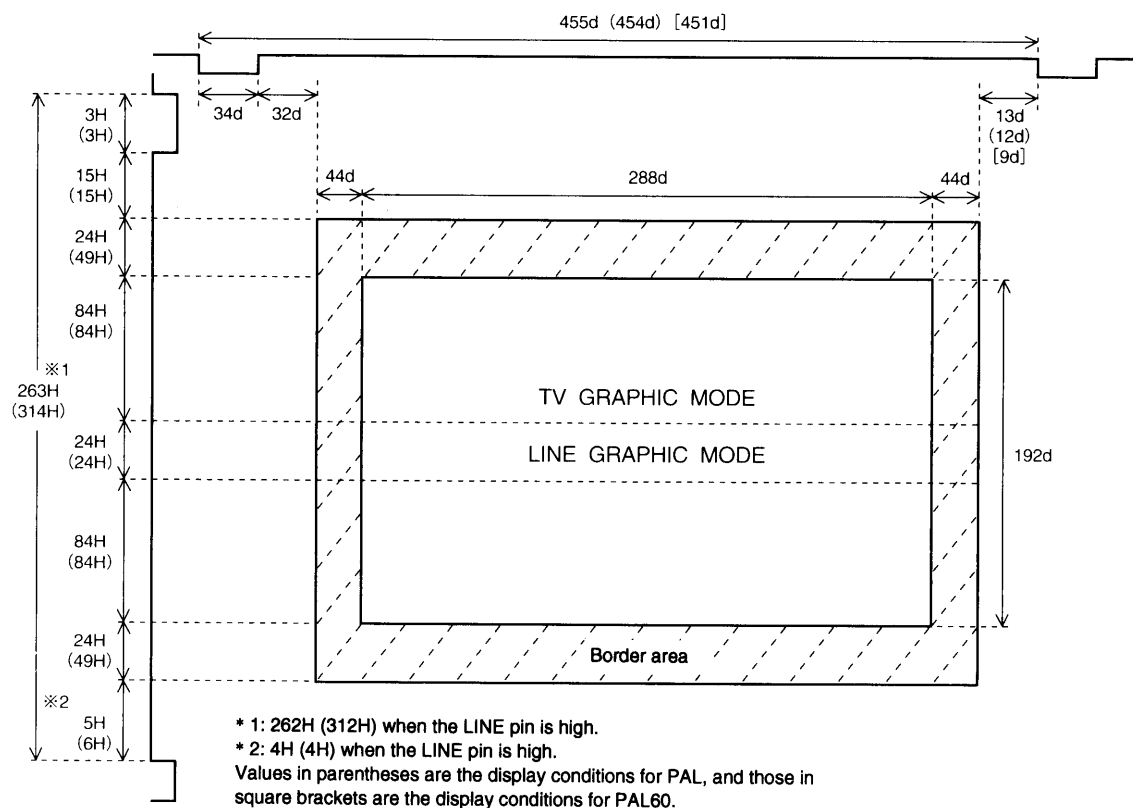 455d (454d) [451d]
34d
32d
13d
(12d)
[9d]
3H
(3H)
15H
(15H)
44d
288d
44d
24H
(49H)
84H
(84H)
※1
263H
(314H)
TV GRAPHIC MODE
24H
(24H)
LINE GRAPHIC MODE
192d
84H
(84H)
24H
(49H)
Border area
※2
5H
(6H)
* 1: 262H (312H) when the LINE pin is high.
* 2: 4H (4H) when the LINE pin is high.
Values in parentheses are the display conditions for PAL, and those in
square brackets are the display conditions for PAL60.